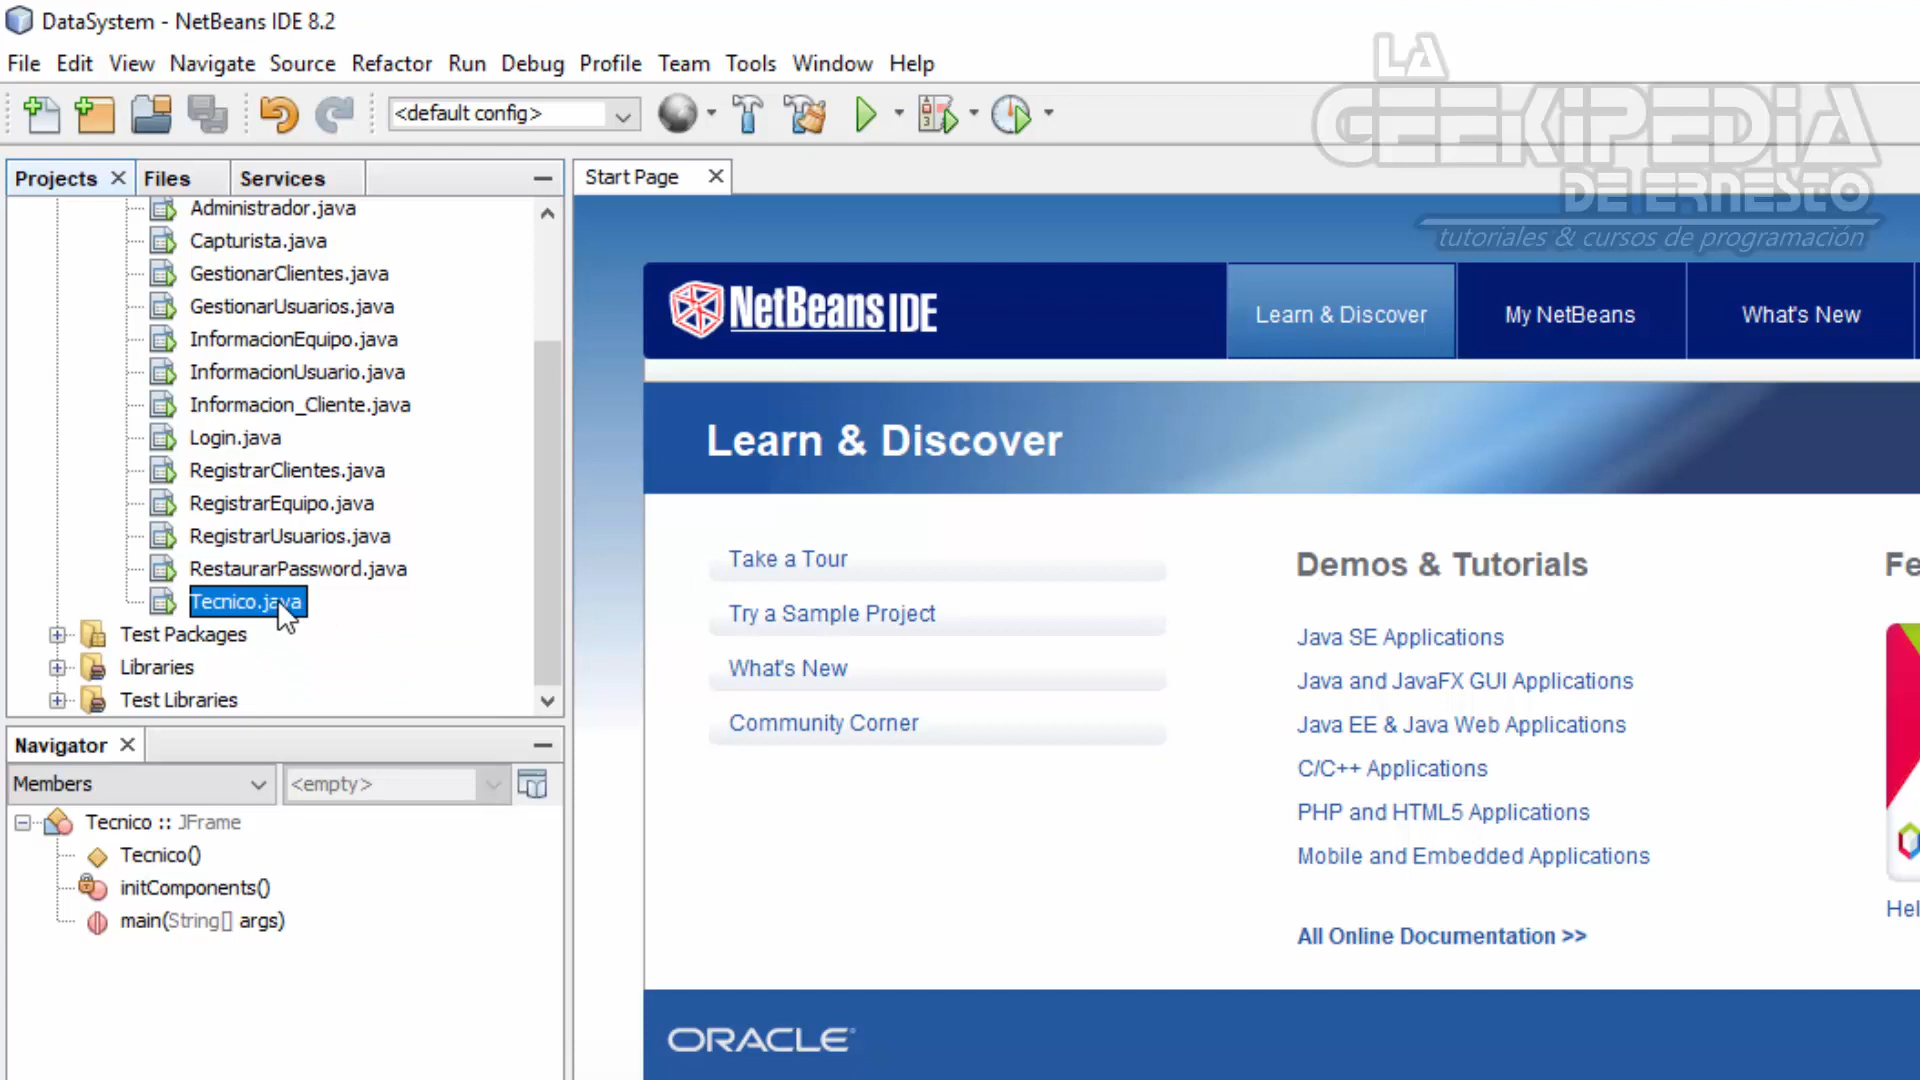 DataSystem - NetBeans IDE 8.2
File Edit View Navigate Source Refactor Run Debug Profile Team Tools Window Help
<default config>
LA
GEEKIPEDIA
DE ERNESTO
tutoriales & cursos de programación
Projects Files Services
Start Page
Administrador.java
Capturista.java
GestionarClientes.java
GestionarUsuarios.java
InformacionEquipo.java
InformacionUsuario.java
Informacion_Cliente.java
Login.java
RegistrarClientes.java
RegistrarEquipo.java
RegistrarUsuarios.java
RestaurarPassword.java
Tecnico.java
Test Packages
Libraries
Test Libraries
Navigator
Members <empty>
Tecnico :: JFrame
Tecnico()
initComponents()
main(String[] args)
NetBeans IDE
Learn & Discover My NetBeans What's New
Learn & Discover
Take a Tour
Try a Sample Project
What's New
Community Corner
Demos & Tutorials
Java SE Applications
Java and JavaFX GUI Applications
Java EE & Java Web Applications
C/C++ Applications
PHP and HTML5 Applications
Mobile and Embedded Applications
All Online Documentation >>
Fe
Hel
ORACLE